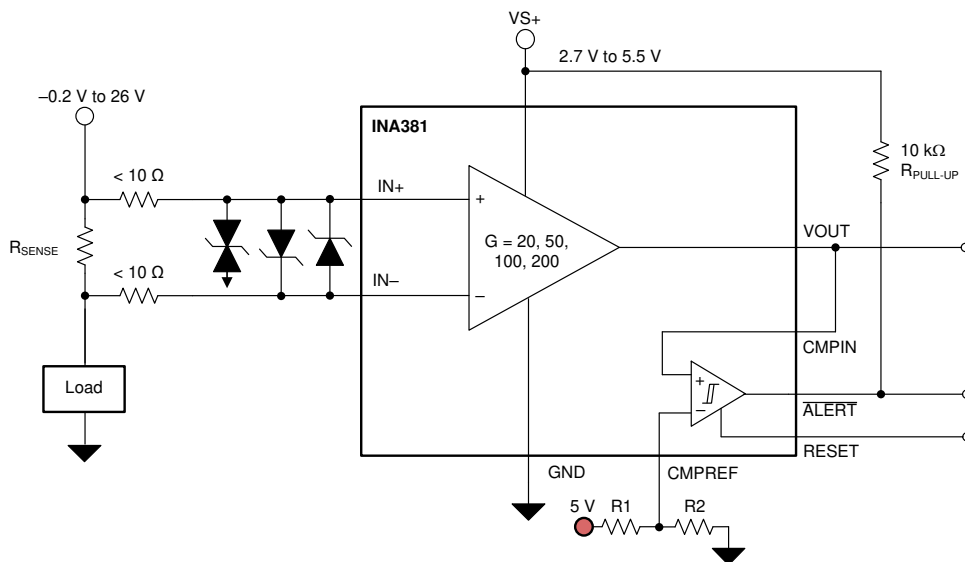 VS+
2.7 V to 5.5 V
–0.2 V to 26 V
INA381
< 10 Ω
IN+
10 kΩ
RPULL-UP
+
G = 20, 50,
100, 200
VOUT
RSENSE
< 10 Ω
IN–
–
CMPIN
Load
+
–
ALERT
RESET
GND
CMPREF
5 V
R1
R2